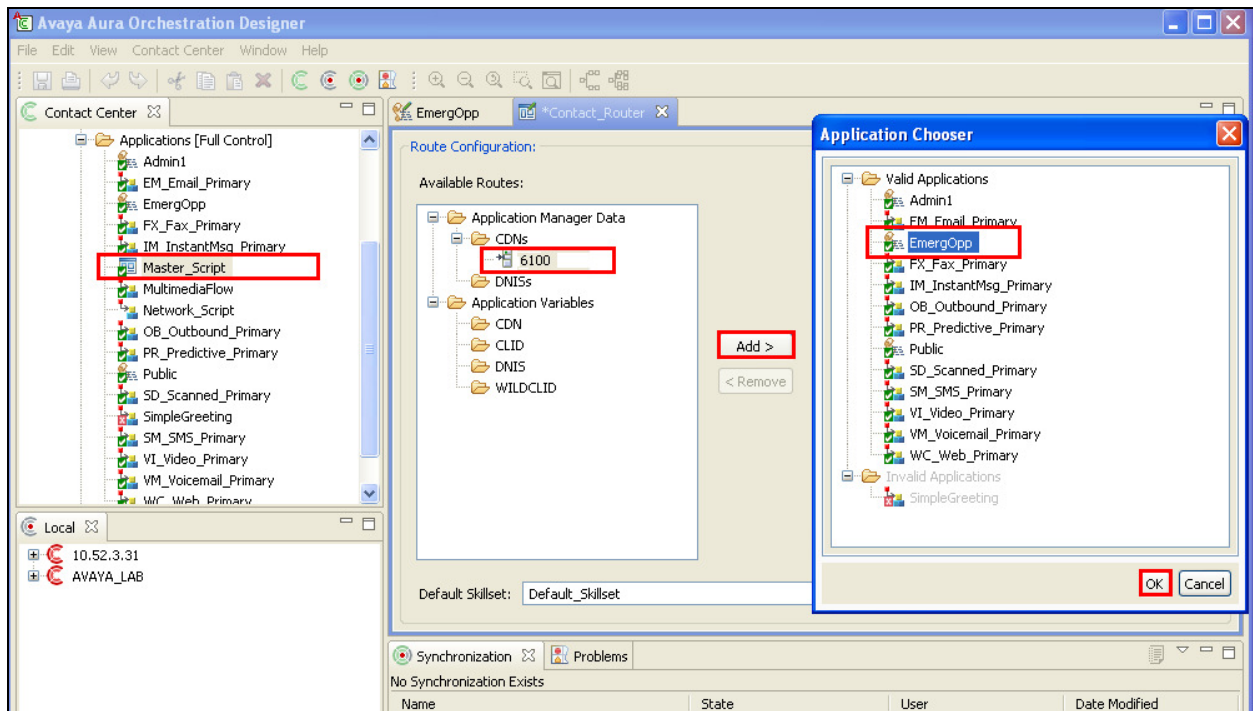 Avaya Aura Orchestration Designer
File Edit View Contact Center Window Help
Contact Center
Applications [Full Control]
Admin1
EM_Email_Primary
EmergOpp
FX_Fax_Primary
IM_InstantMsg_Primary
Master_Script
MultimediaFlow
Network_Script
OB_Outbound_Primary
PR_Predictive_Primary
Public
SD_Scanned_Primary
SimpleGreeting
SM_SMS_Primary
VI_Video_Primary
VM_Voicemail_Primary
WC_Web_Primary
Local
10.52.3.31
AVAYA_LAB
EmergOpp *Contact_Router
Route Configuration:
Available Routes:
Application Manager Data
CDNs
6100
DNISs
Application Variables
CDN
CLID
DNIS
WILDCLID
Add >
< Remove
Default Skillset: Default_Skillset
Application Chooser
Valid Applications
Admin1
EM_Email_Primary
EmergOpp
FX_Fax_Primary
IM_InstantMsg_Primary
OB_Outbound_Primary
PR_Predictive_Primary
Public
SD_Scanned_Primary
SM_SMS_Primary
VI_Video_Primary
VM_Voicemail_Primary
WC_Web_Primary
Invalid Applications
SimpleGreeting
OK Cancel
Synchronization Problems
No Synchronization Exists
Name State User Date Modified